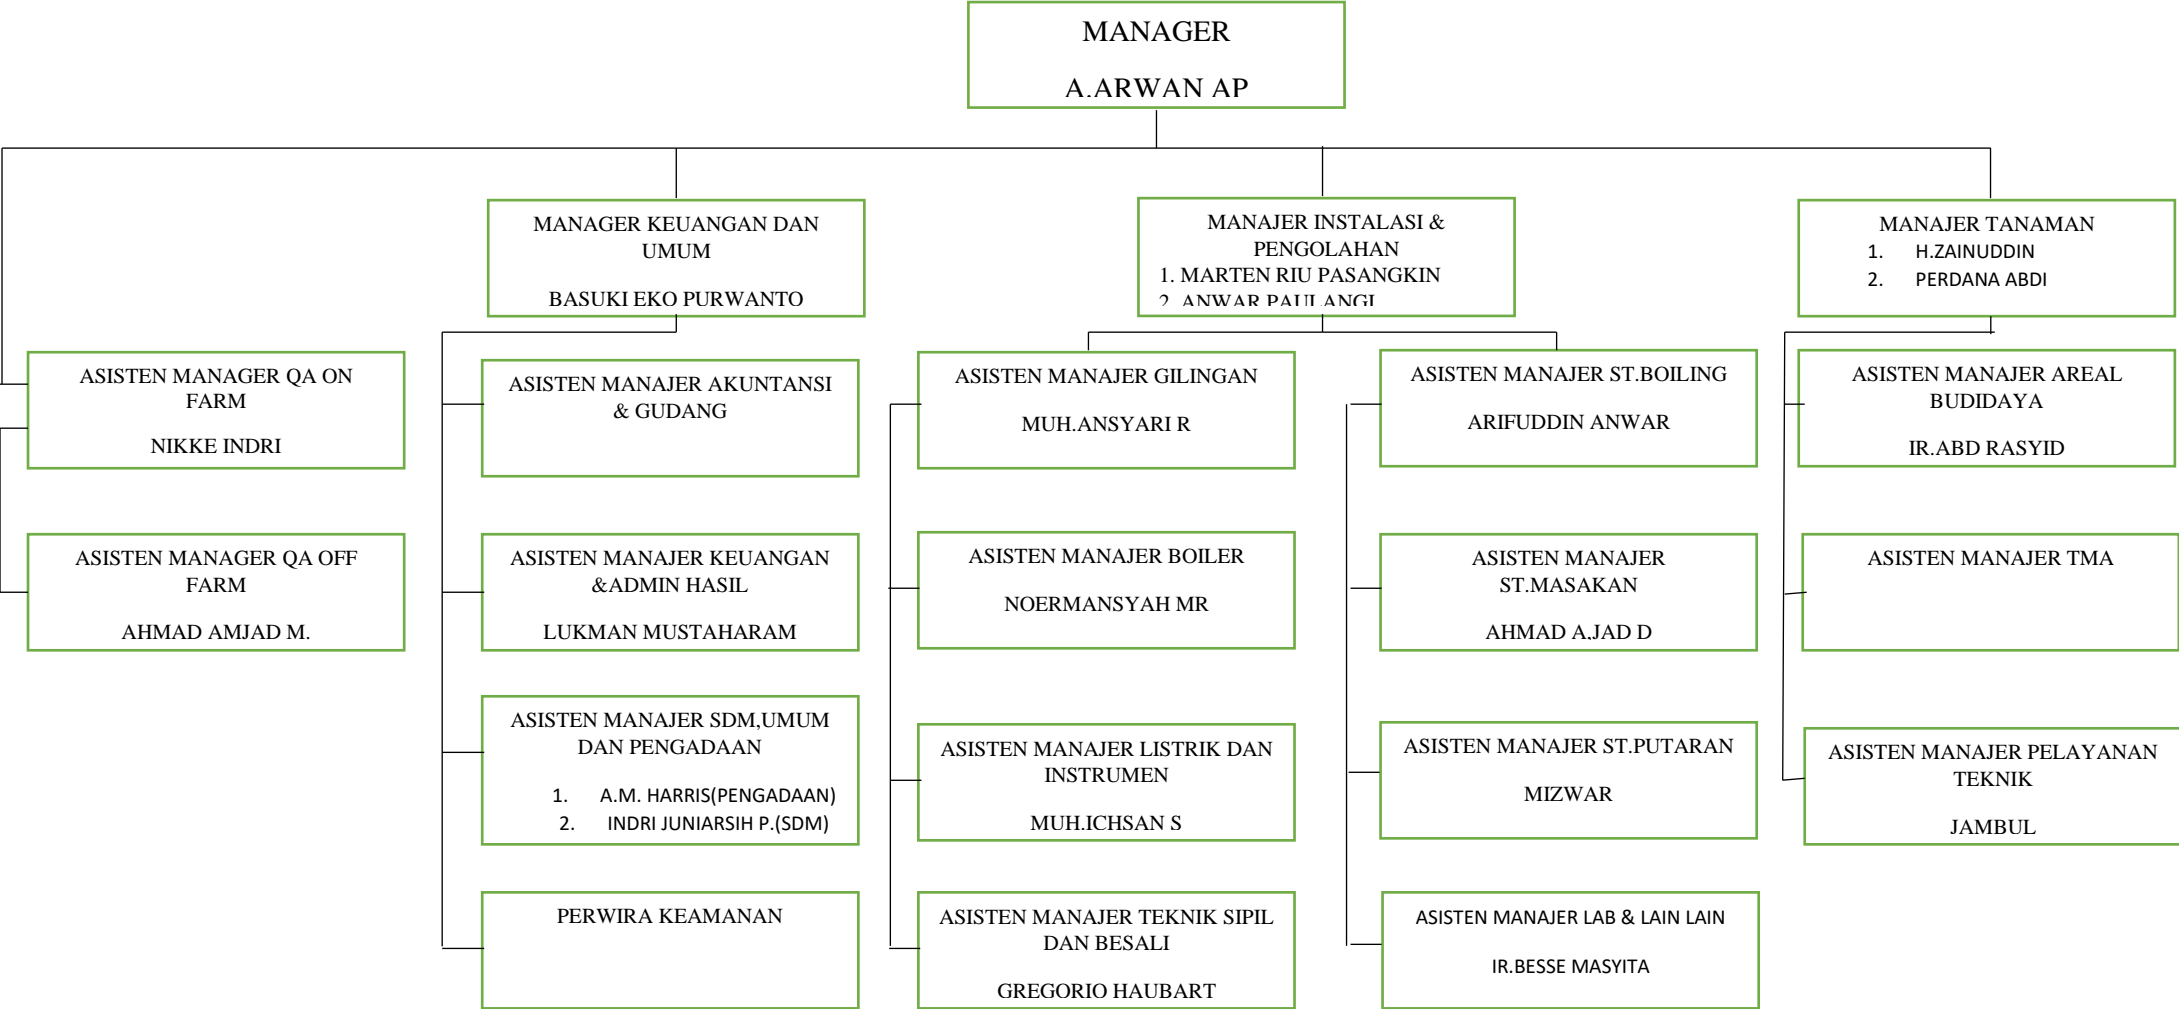 MANAGER
A.ARWAN AP
MANAGER KEUANGAN DAN
UMUM
BASUKI EKO PURWANTO
MANAJER INSTALASI &
PENGOLAHAN
1. MARTEN RIU PASANGKIN
2. ANWAR PAULANGI
MANAJER TANAMAN
1. H.ZAINUDDIN
2. PERDANA ABDI
ASISTEN MANAGER QA ON
FARM
NIKKE INDRI
ASISTEN MANAGER QA OFF
FARM
AHMAD AMJAD M.
ASISTEN MANAJER AKUNTANSI
& GUDANG
ASISTEN MANAJER KEUANGAN
&ADMIN HASIL
LUKMAN MUSTAHARAM
ASISTEN MANAJER SDM,UMUM
DAN PENGADAAN
1. A.M. HARRIS(PENGADAAN)
2. INDRI JUNIARSIH P.(SDM)
PERWIRA KEAMANAN
ASISTEN MANAJER GILINGAN
MUH.ANSYARI R
ASISTEN MANAJER BOILER
NOERMANSYAH MR
ASISTEN MANAJER LISTRIK DAN
INSTRUMEN
MUH.ICHSAN S
ASISTEN MANAJER TEKNIK SIPIL
DAN BESALI
GREGORIO HAUBART
ASISTEN MANAJER ST.BOILING
ARIFUDDIN ANWAR
ASISTEN MANAJER
ST.MASAKAN
AHMAD A,JAD D
ASISTEN MANAJER ST.PUTARAN
MIZWAR
ASISTEN MANAJER LAB & LAIN LAIN
IR.BESSE MASYITA
ASISTEN MANAJER AREAL
BUDIDAYA
IR.ABD RASYID
ASISTEN MANAJER TMA
ASISTEN MANAJER PELAYANAN
TEKNIK
JAMBUL